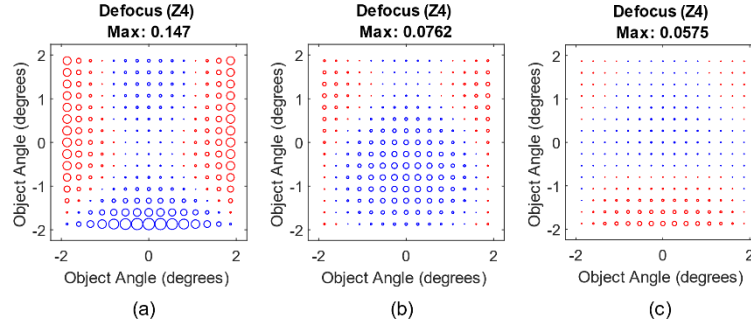 Defocus (Z4)
Max: 0.147
2
1
0
-1
-2
Object Angle (degrees)
-2
0
2
Object Angle (degrees)
(a)
Defocus (Z4)
Max: 0.0762
2
1
0
-1
-2
Object Angle (degrees)
-2
0
2
Object Angle (degrees)
(b)
Defocus (Z4)
Max: 0.0575
2
1
0
-1
-2
Object Angle (degrees)
-2
0
2
Object Angle (degrees)
(c)